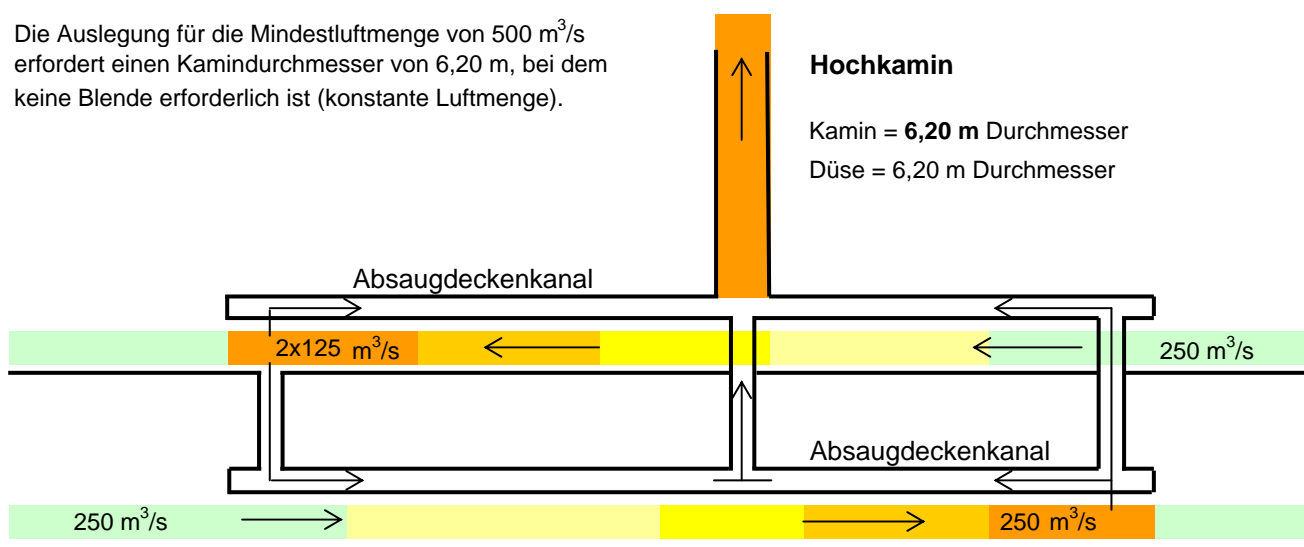 Die Auslegung für die Mindestluftmenge von 500 m³/s
erfordert einen Kamindurchmesser von 6,20 m, bei dem
keine Blende erforderlich ist (konstante Luftmenge).
Hochkamin
Kamin = 6,20 m Durchmesser
Düse = 6,20 m Durchmesser
Absaugdeckenkanal
2x125 m³/s
250 m³/s
Absaugdeckenkanal
250 m³/s
250 m³/s